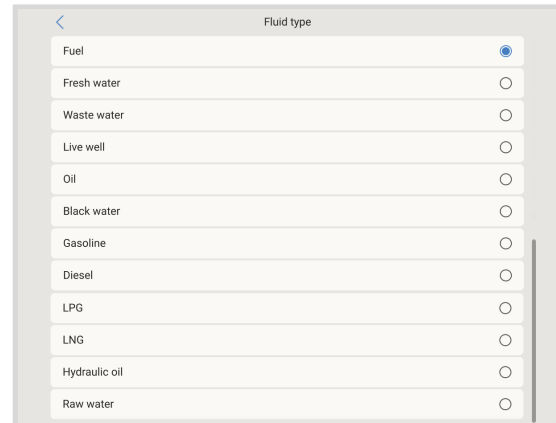 Fluid type
Fuel
Fresh water
Waste water
Live well
Oil
Black water
Gasoline
Diesel
LPG
LNG
Hydraulic oil
Raw water